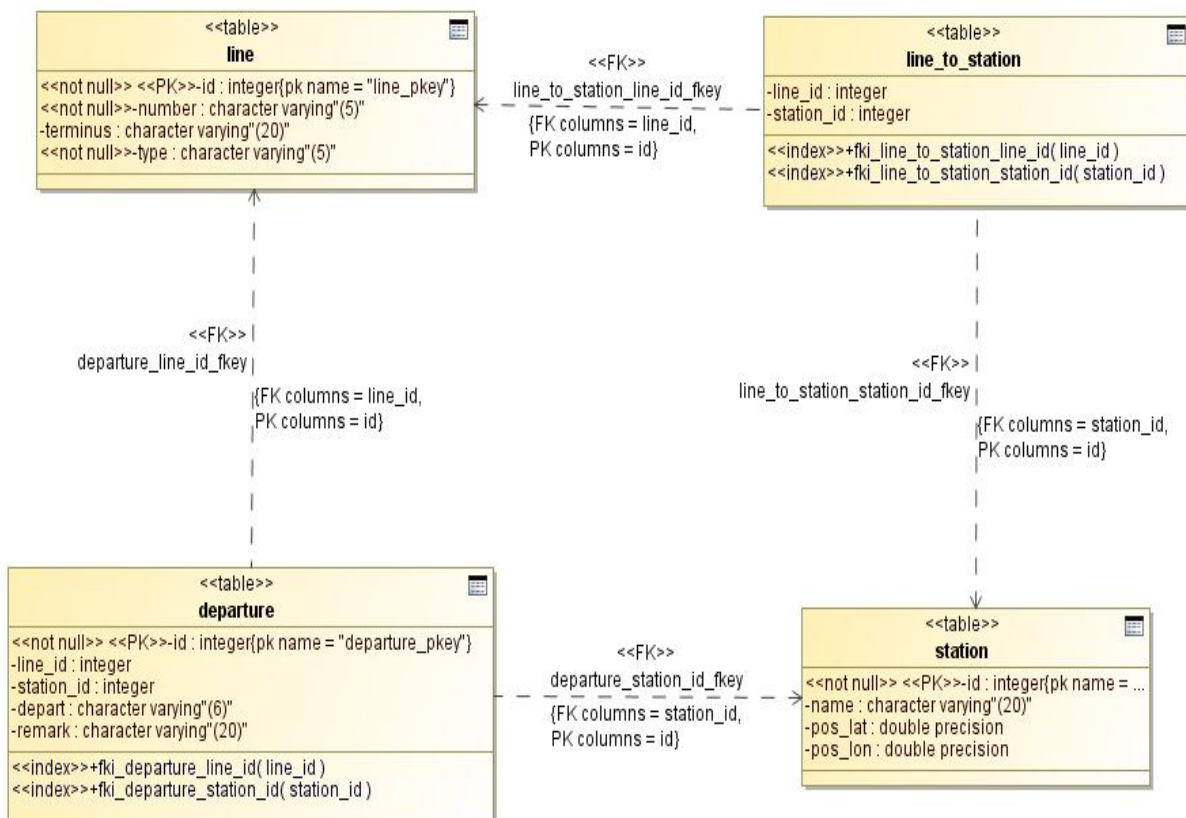 <<table>>
line
<<not null>> <<PK>>-id : integer{pk name = "line_pkey"}
<<not null>>-number : character varying"(5)"
-terminus : character varying"(20)"
<<not null>>-type : character varying"(5)"
<<FK>>
line_to_station_line_id_fkey
{FK columns = line_id,
PK columns = id}
<<table>>
line_to_station
-line_id : integer
-station_id : integer
<<index>>+fki_line_to_station_line_id( line_id )
<<index>>+fki_line_to_station_station_id( station_id )
<<FK>>
departure_line_id_fkey
{FK columns = line_id,
PK columns = id}
<<FK>>
line_to_station_station_id_fkey
{FK columns = station_id,
PK columns = id}
<<table>>
departure
<<not null>> <<PK>>-id : integer{pk name = "departure_pkey"}
-line_id : integer
-station_id : integer
-depart : character varying"(6)"
-remark : character varying"(20)"
<<index>>+fki_departure_line_id( line_id )
<<index>>+fki_departure_station_id( station_id )
<<FK>>
departure_station_id_fkey
{FK columns = station_id,
PK columns = id}
<<table>>
station
<<not null>> <<PK>>-id : integer{pk name = ...
-name : character varying"(20)"
-pos_lat : double precision
-pos_lon : double precision